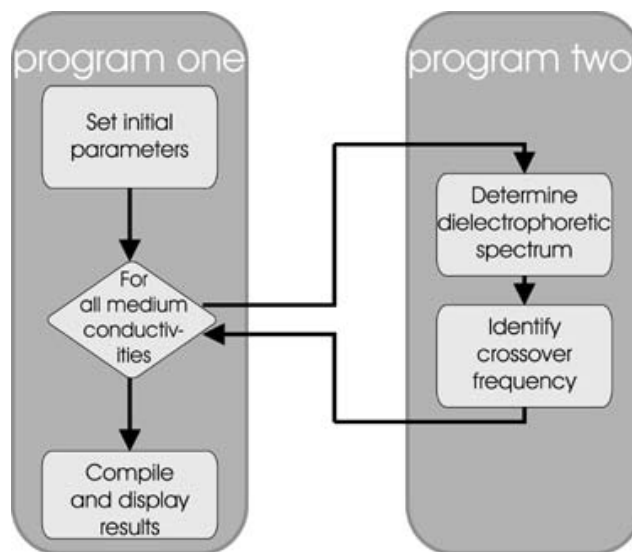 program one
Set initial
parameters
For
all medium
conductiv-
ities
Compile
and display
results
program two
Determine
dielectrophoretic
spectrum
Identify
crossover
frequency